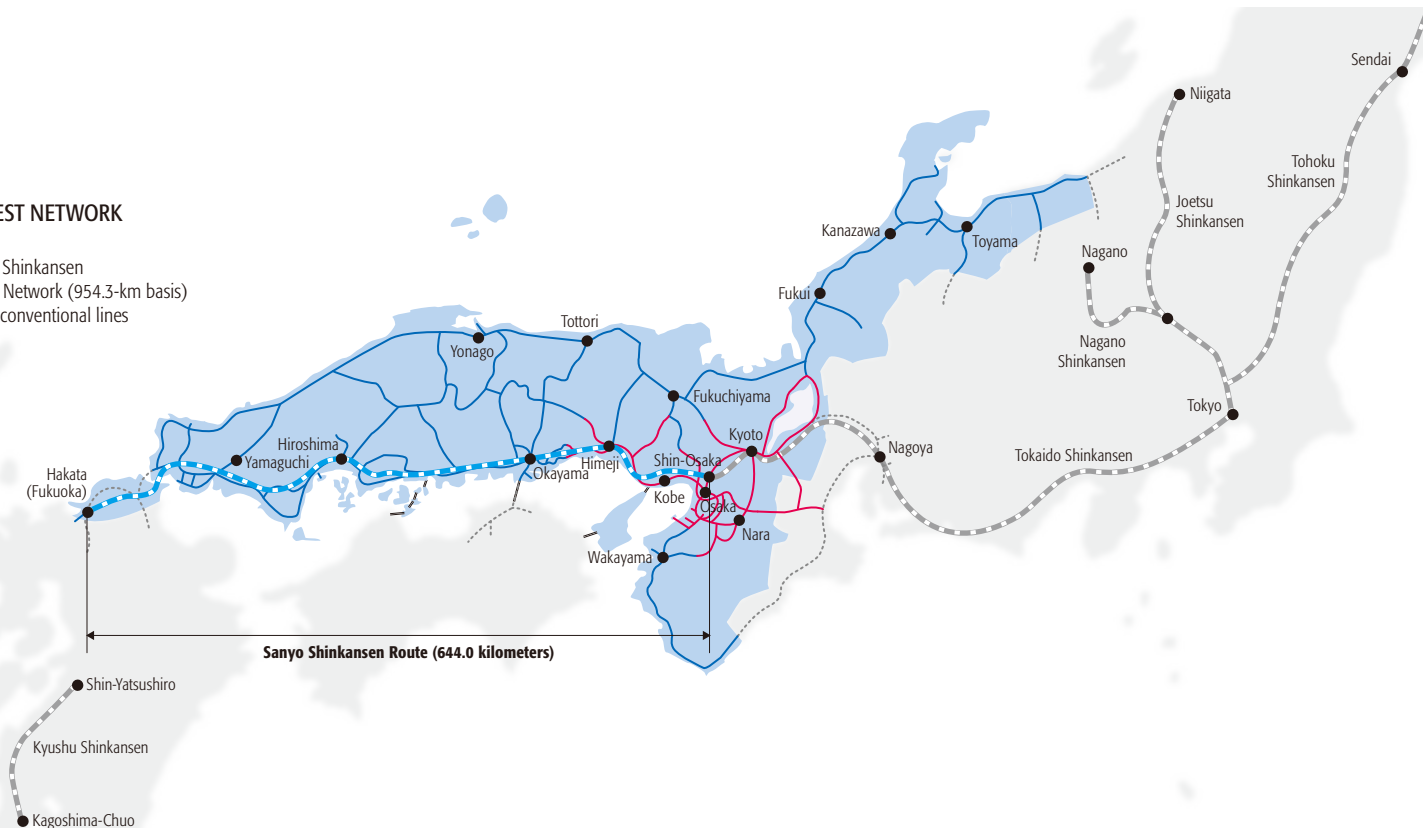 EST NETWORK
Shinkansen
Network (954.3-km basis)
conventional lines
Sendai
Niigata
Tohoku
Shinkansen
Joetsu
Shinkansen
Kanazawa
Toyama
Nagano
Fukui
Tottori
Yonago
Nagano
Shinkansen
Fukuchiyama
Tokyo
Kyoto
Hiroshima
Yamaguchi
Nagoya
Tokaido Shinkansen
Shin-Osaka
Himeji
Okayama
Hakata
(Fukuoka)
Kobe
Osaka
Nara
Wakayama
Sanyo Shinkansen Route (644.0 kilometers)
Shin-Yatsushiro
Kyushu Shinkansen
Kagoshima-Chuo